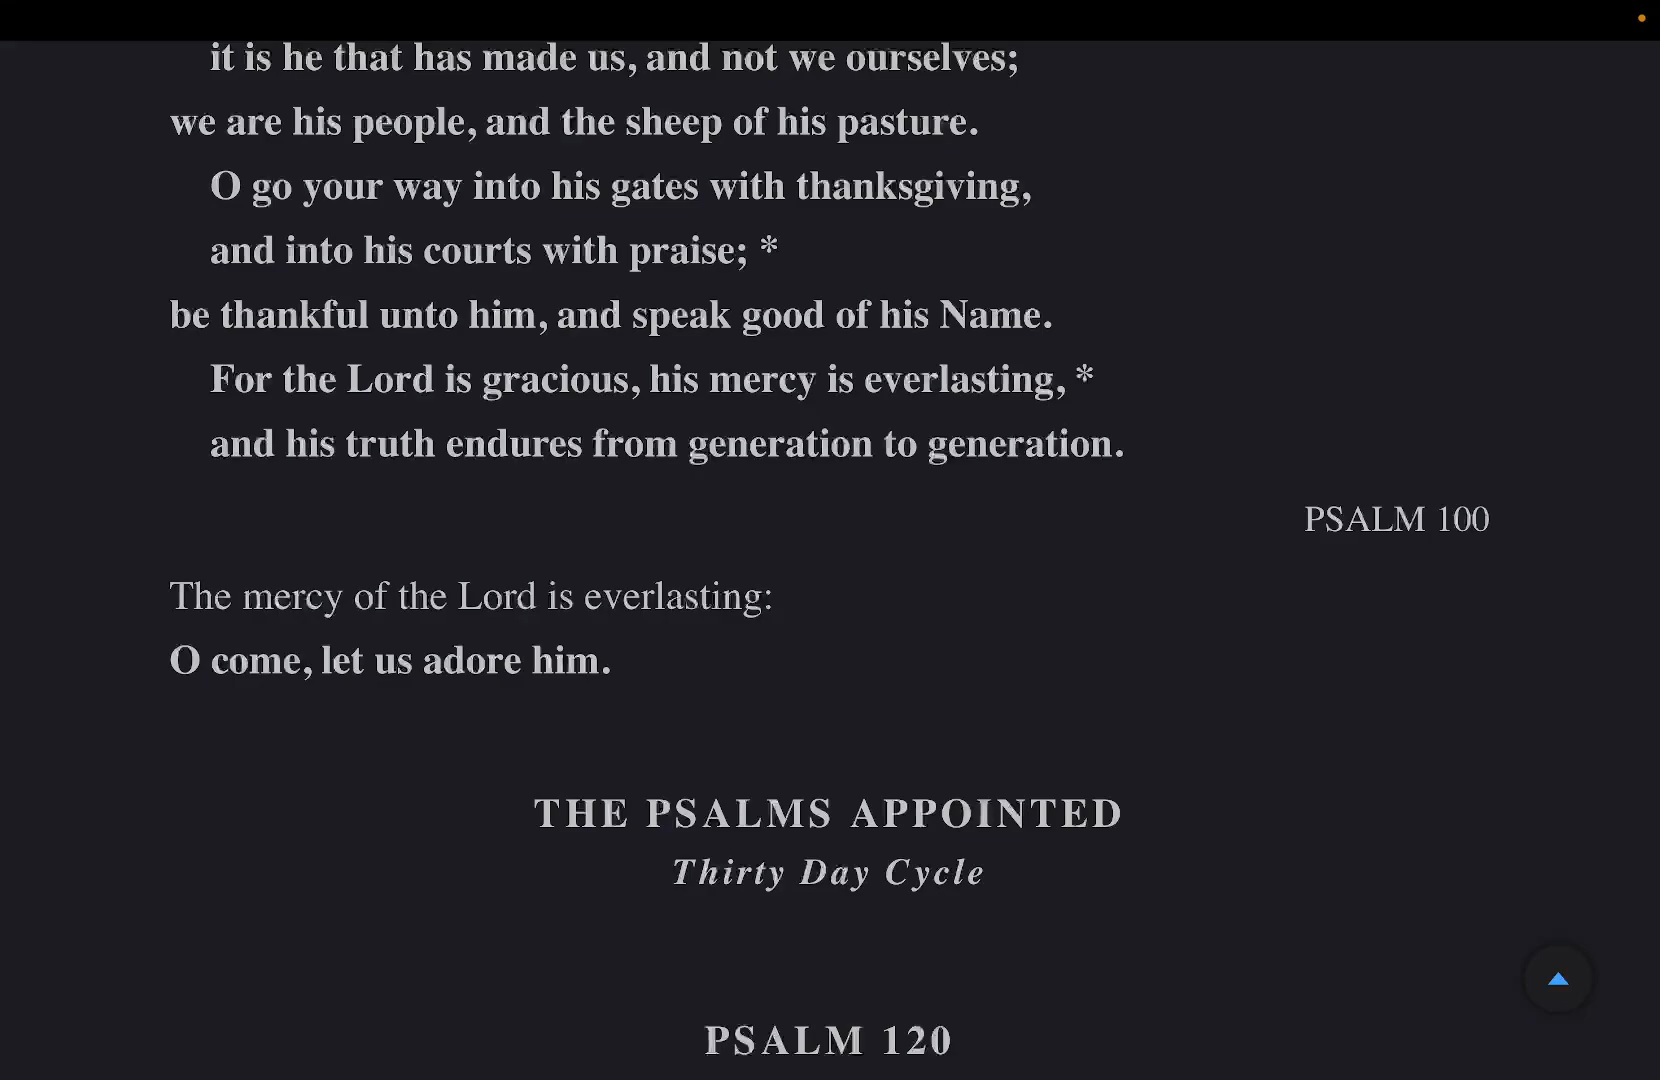 it is he that has made us, and not we ourselves;
we are his people, and the sheep of his pasture.
O go your way into his gates with thanksgiving,
and into his courts with praise; *
be thankful unto him, and speak good of his Name.
For the Lord is gracious, his mercy is everlasting, *
and his truth endures from generation to generation.
PSALM 100
The mercy of the Lord is everlasting:
O come, let us adore him.
THE PSALMS APPOINTED
Thirty Day Cycle
PSALM 120